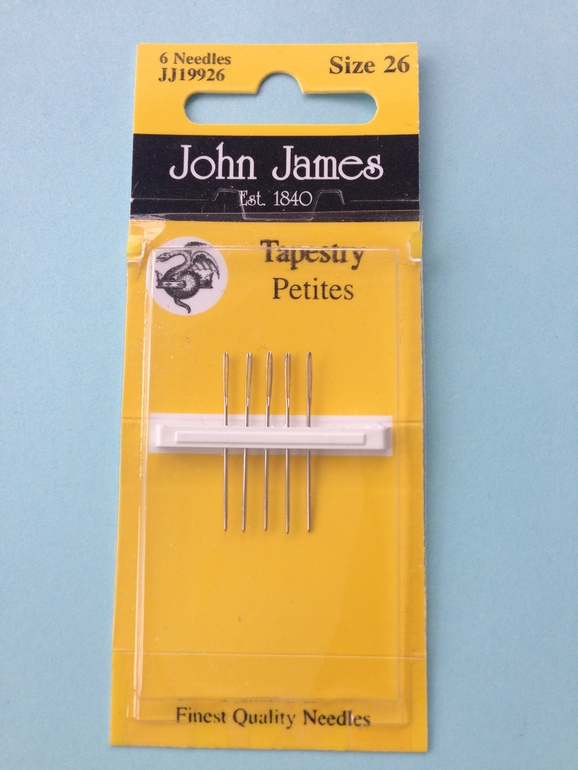 6 Needles
JJ19926
Size 26
John James
Est. 1840
Tapestry
Petites
Finest Quality Needles